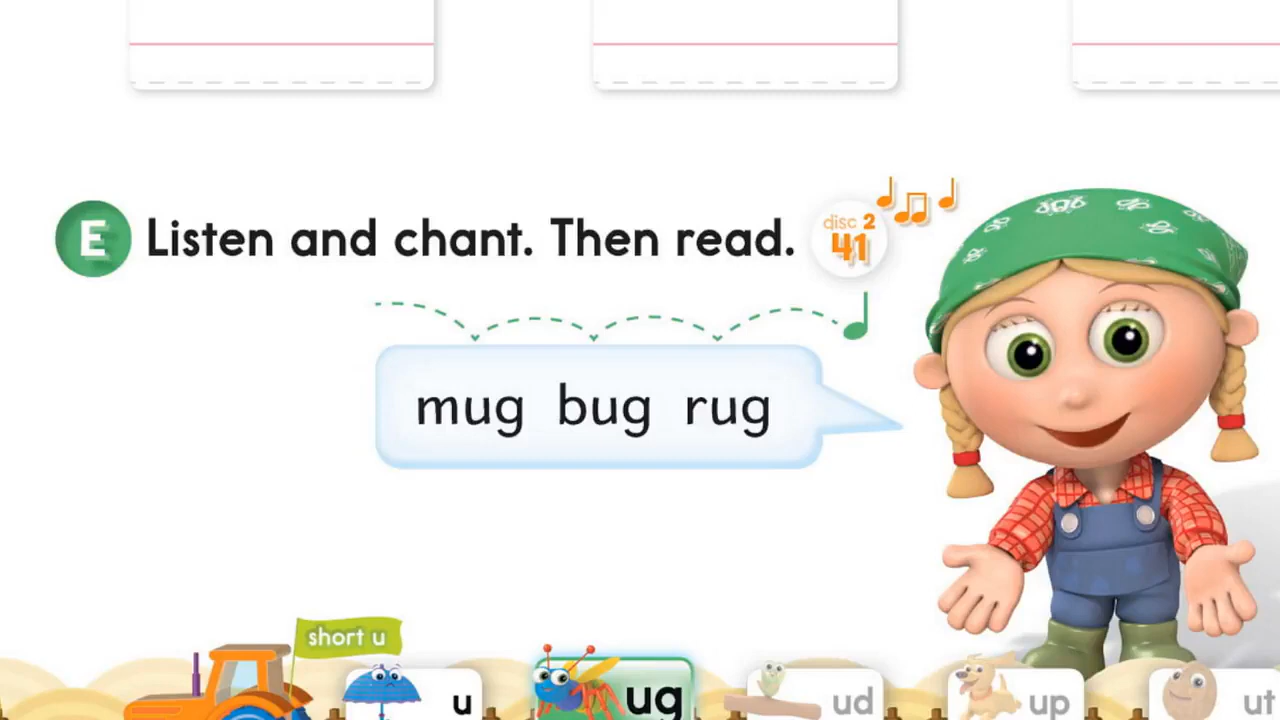 E Listen and chant. Then read. disc 2 41
mug bug rug
short u
u ug ud up ut